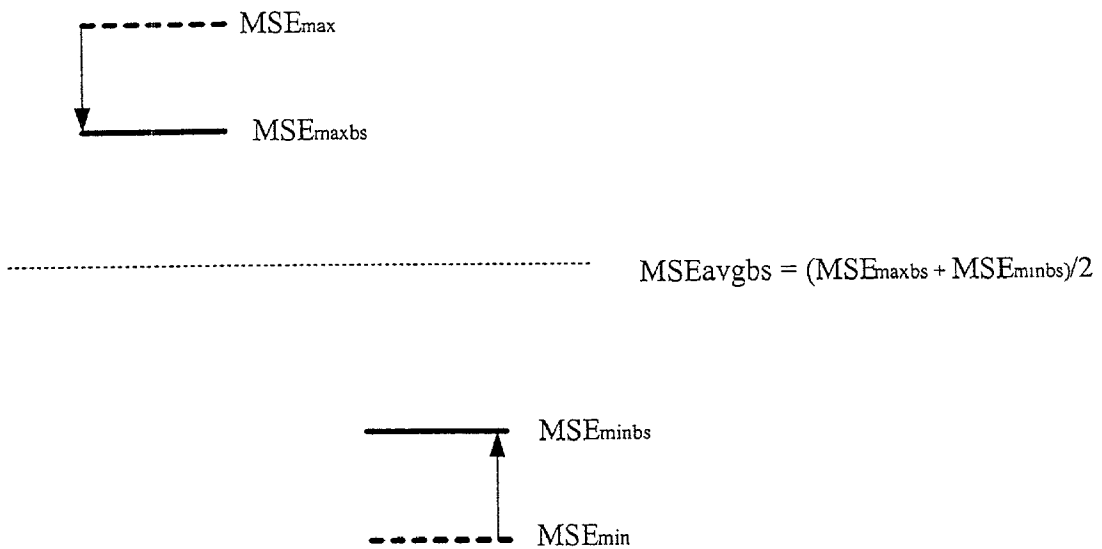 MSEmax
MSEmaxbs
MSEavgbs = (MSEmaxbs + MSEminbs)/2
MSEminbs
MSEmin